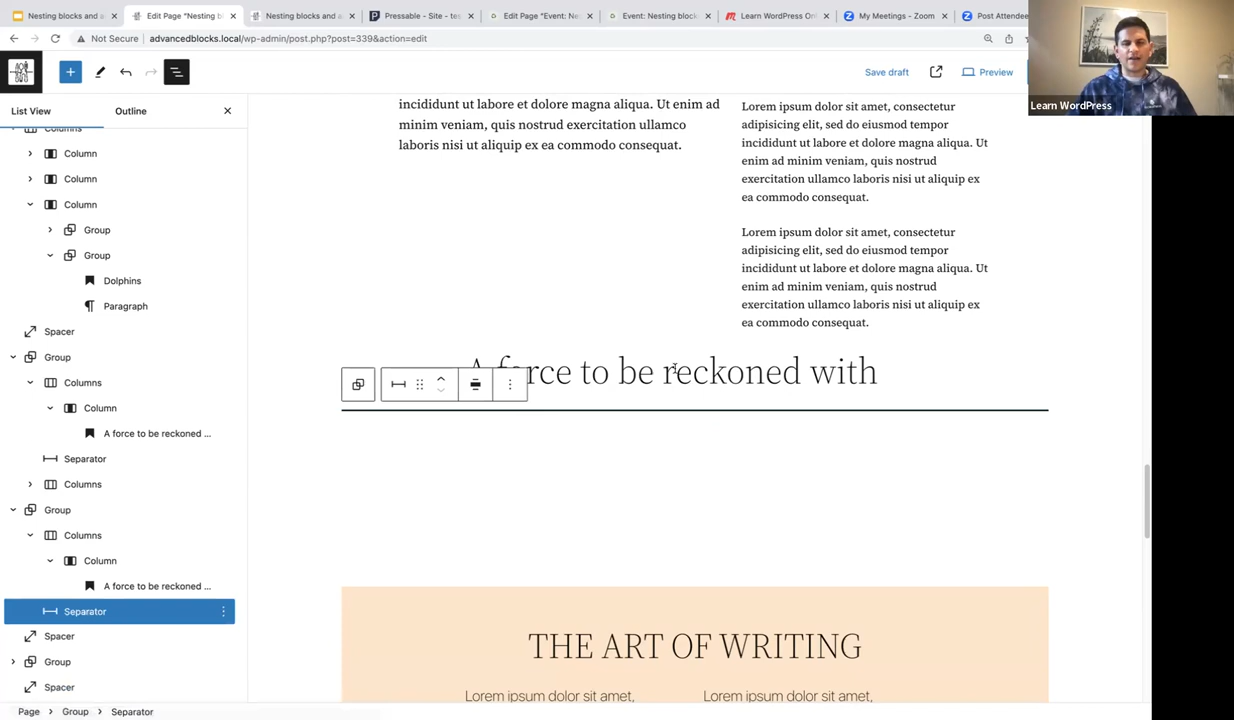 Learn WordPress Online
Edit Page "Nesting b
Nesting blocks and a
Pressable - Site - tes
Edit Page "Event: Ne
Event: Nesting block
Learn WordPress Onl
My Meetings - Zoom
Post Attendee
Not Secure
advancedblocks.local/wp-admin/post.php?post=339&action=edit
Save draft
Preview
Learn WordPress
List View
Outline
Columns
Column
Column
Column
Group
Group
Dolphins
Paragraph
Spacer
Group
Columns
Column
A force to be reckoned ...
Separator
Columns
Group
Columns
Column
A force to be reckoned ...
Separator
Spacer
Group
Spacer
Page
Group
Separator
incididunt ut labore et dolore magna aliqua. Ut enim ad
minim veniam, quis nostrud exercitation ullamco
laboris nisi ut aliquip ex ea commodo consequat.
Lorem ipsum dolor sit amet, consectetur
adipisicing elit, sed do eiusmod tempor
incididunt ut labore et dolore magna aliqua. Ut
enim ad minim veniam, quis nostrud
exercitation ullamco laboris nisi ut aliquip ex
ea commodo consequat.
Lorem ipsum dolor sit amet, consectetur
adipisicing elit, sed do eiusmod tempor
incididunt ut labore et dolore magna aliqua. Ut
enim ad minim veniam, quis nostrud
exercitation ullamco laboris nisi ut aliquip ex
ea commodo consequat.
A force to be reckoned with
THE ART OF WRITING
Lorem ipsum dolor sit amet,
Lorem ipsum dolor sit amet,